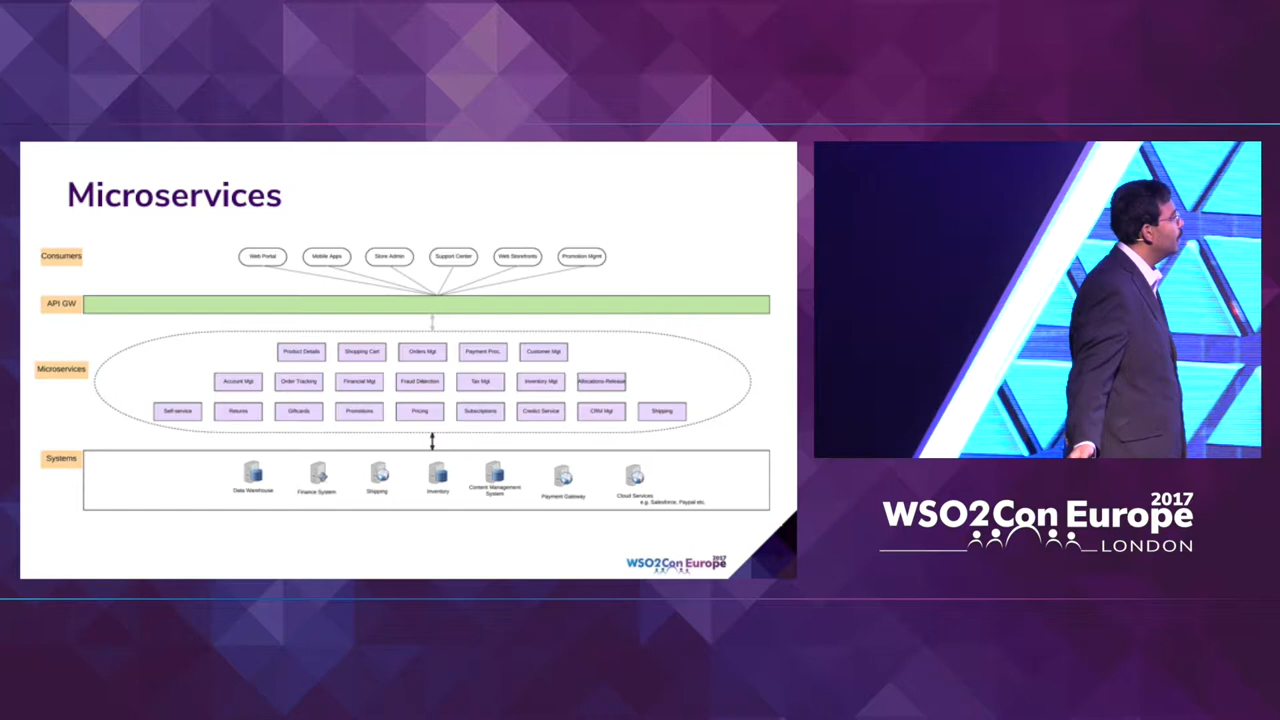 Microservices
Consumers
Web Portal
Mobile Apps
Store Admin
Support Center
Web Storefronts
Promotion Mgmt
API GW
Microservices
Product Details
Shopping Cart
Orders Mgt
Payment Proc.
Customer Mgt
Account Mgt
Order Tracking
Financial Mgt
Fraud Detection
Tax Mgt
Inventory Mgt
Allocations-Release
Self-service
Returns
Giftcards
Promotions
Pricing
Subscriptions
Credit Service
CRM Mgt
Shipping
Systems
Data Warehouse
Finance System
Shipping
Inventory
Content Management
System
Payment Gateway
Cloud Services
e.g. Salesforce, Paypal etc.
WSO2Con Europe 2017
WSO2Con Europe 2017
LONDON